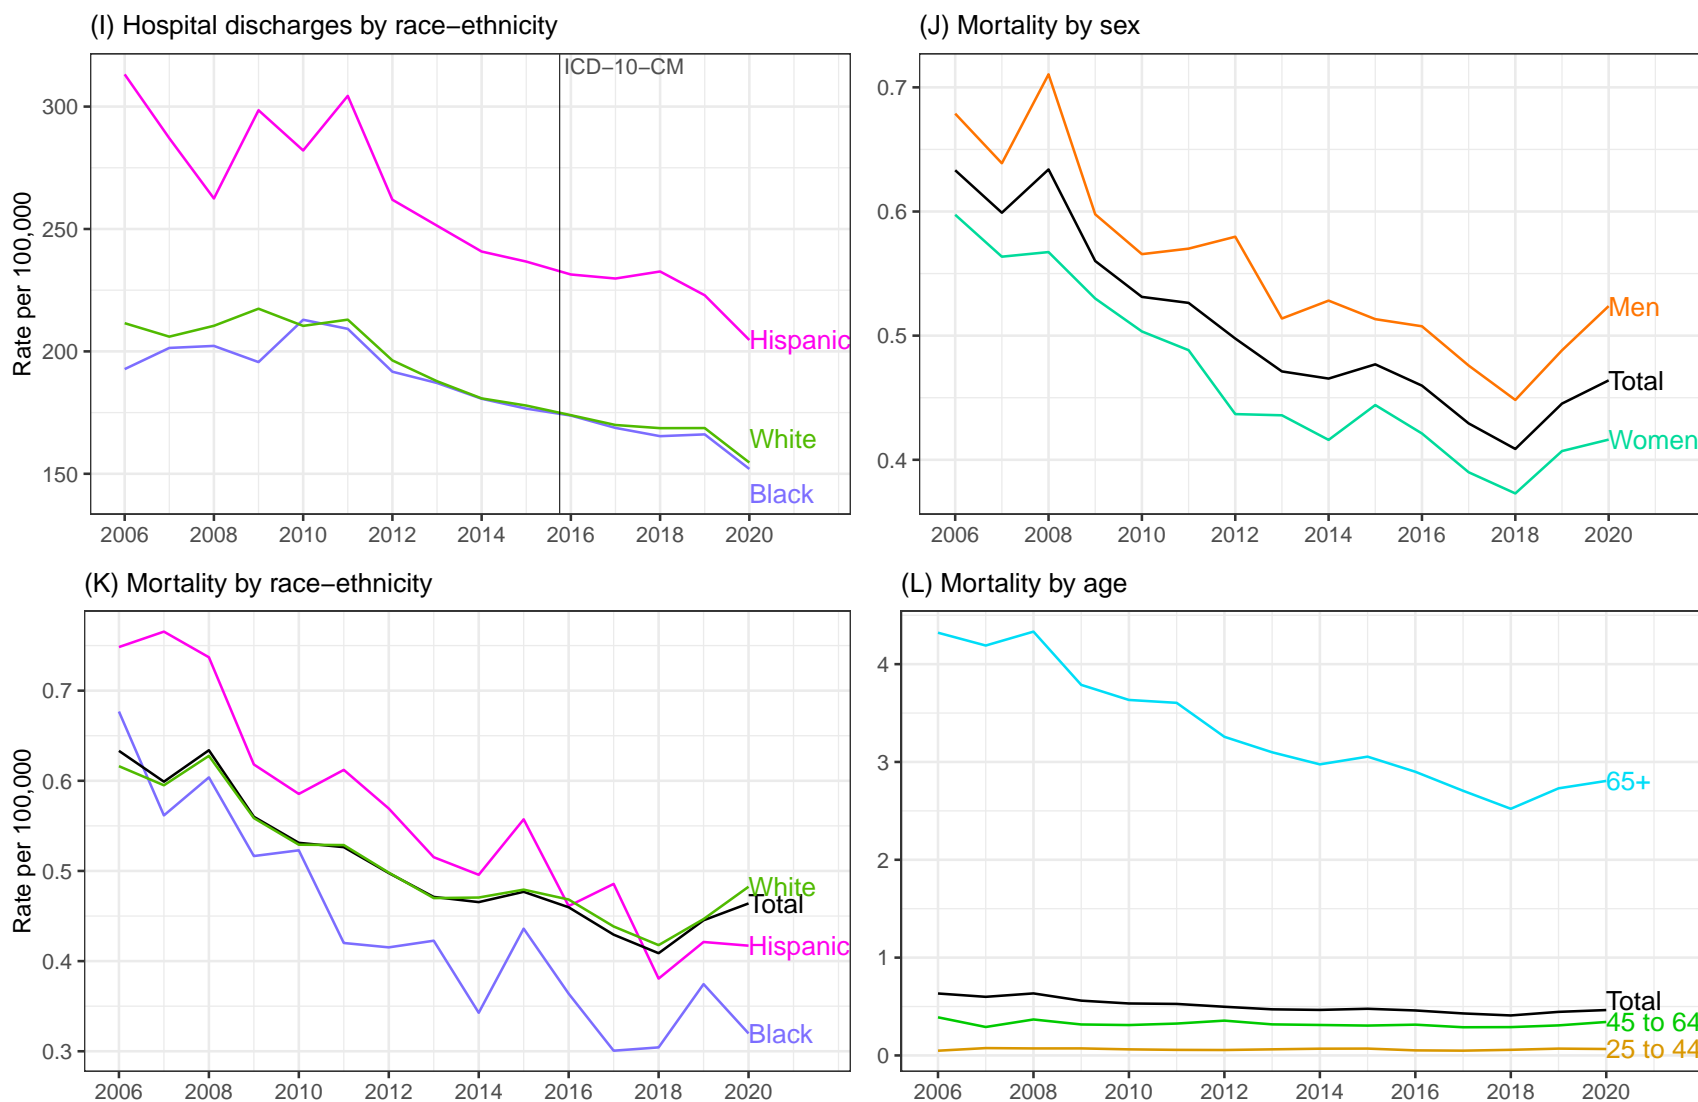 (I) Hospital discharges by race−ethnicity
Rate per 100,000
300
250
200
150
ICD−10−CM
Hispanic
White
Black
2006 2008 2010 2012 2014 2016 2018 2020
(J) Mortality by sex
0.7
0.6
0.5
0.4
Men
Total
Women
2006 2008 2010 2012 2014 2016 2018 2020
(K) Mortality by race−ethnicity
Rate per 100,000
0.7
0.6
0.5
0.4
0.3
White
Total
Hispanic
Black
2006 2008 2010 2012 2014 2016 2018 2020
(L) Mortality by age
4
3
2
1
0
65+
Total
45 to 64
25 to 44
2006 2008 2010 2012 2014 2016 2018 2020